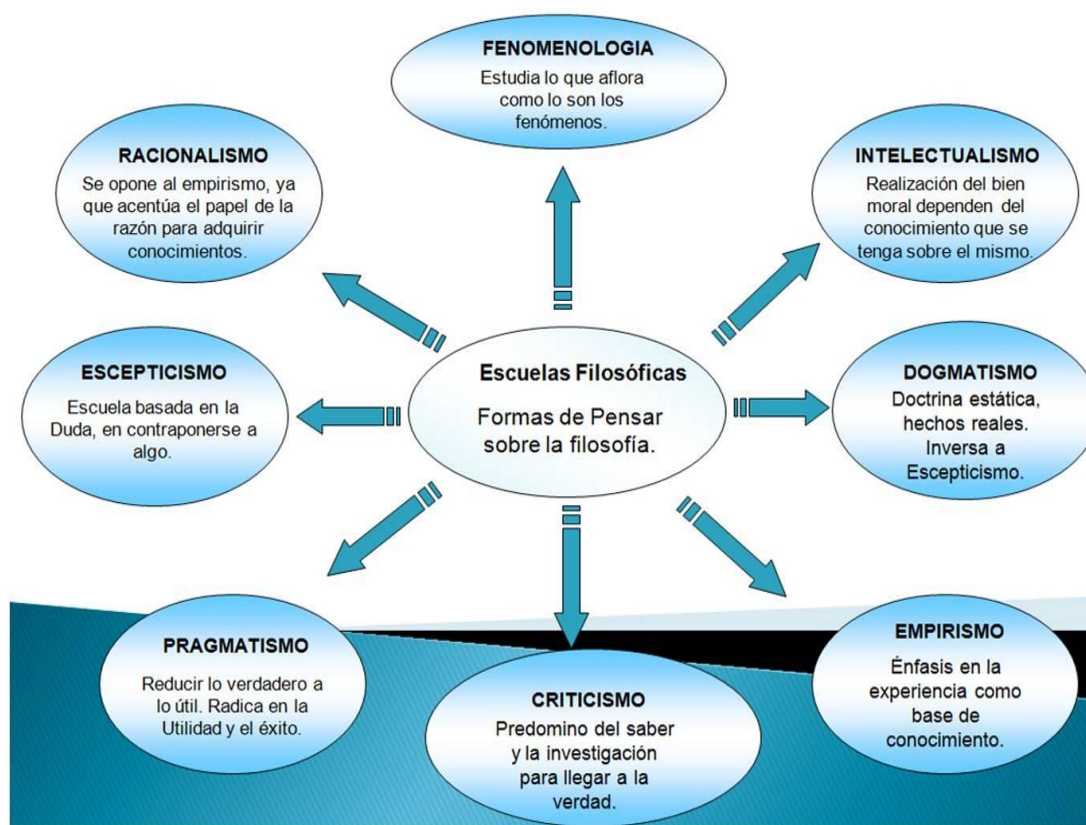 FENOMENOLOGIA
Estudia lo que aflora
como lo son los
fenómenos.
RACIONALISMO
Se opone al empirismo, ya
que acentúa el papel de la
razón para adquirir
conocimientos.
INTELECTUALISMO
Realización del bien
moral dependen del
conocimiento que se
tenga sobre el mismo.
ESCEPTICISMO
Escuela basada en la
Duda, en contraponerse a
algo.
Escuelas Filosóficas
Formas de Pensar
sobre la filosofía.
DOGMATISMO
Doctrina estática,
hechos reales.
Inversa a
Escepticismo.
PRAGMATISMO
Reducir lo verdadero a
lo útil. Radica en la
Utilidad y el éxito.
CRITICISMO
Predomino del saber
y la investigación
para llegar a la
verdad.
EMPIRISMO
Énfasis en la
experiencia como
base de
conocimiento.